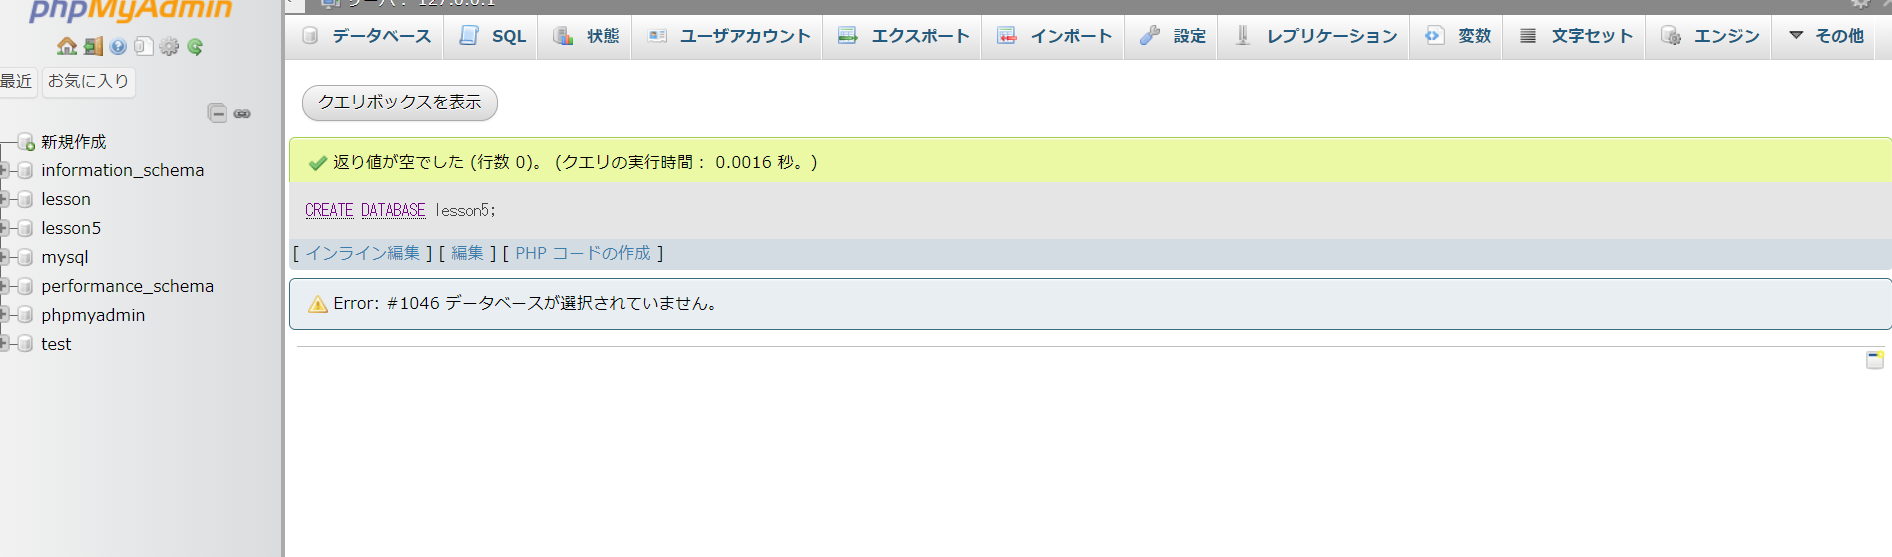 phpMyAdmin
サーバ: 127.0.0.1
最近 お気に入り
新規作成
information_schema
lesson
lesson5
mysql
performance_schema
phpmyadmin
test
データベース SQL 状態 ユーザアカウント エクスポート インポート 設定 レプリケーション 変数 文字セット エンジン その他
クエリボックスを表示
返り値が空でした (行数 0)。 (クエリの実行時間： 0.0016 秒。)
CREATE DATABASE lesson5;
[ インライン編集 ] [ 編集 ] [ PHP コードの作成 ]
Error: #1046 データベースが選択されていません。